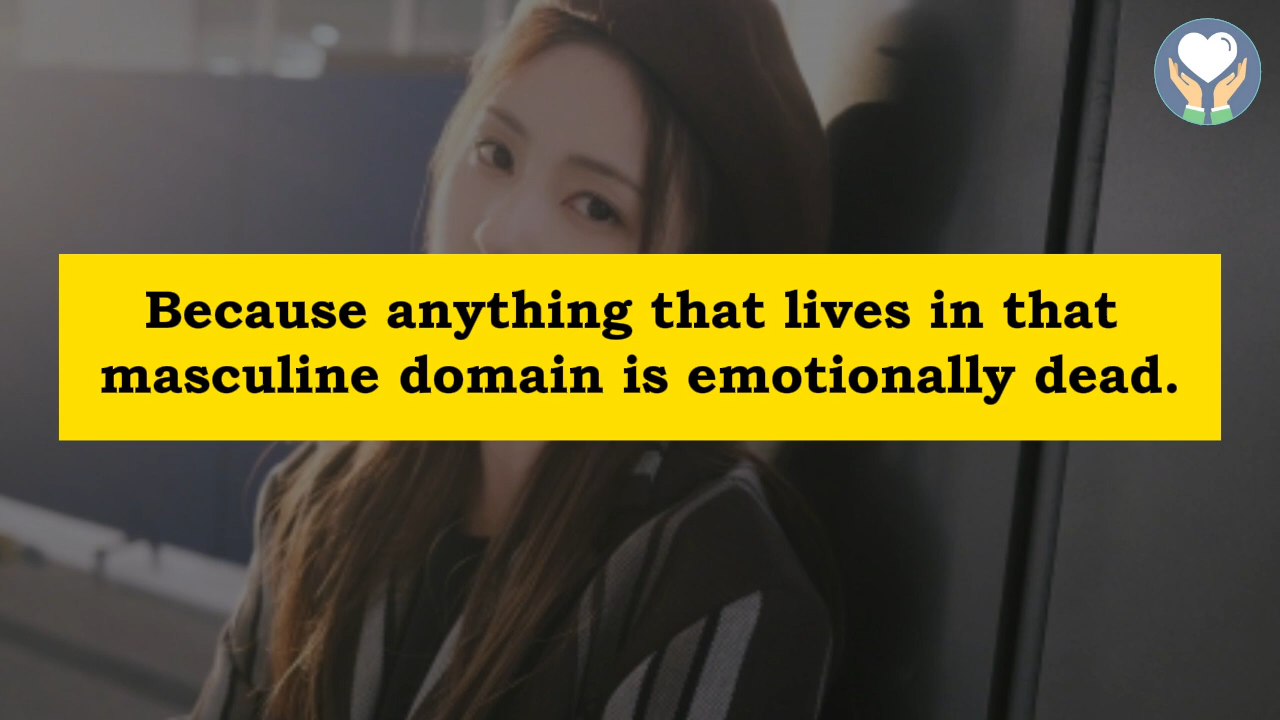 Because anything that lives in that
masculine domain is emotionally dead.